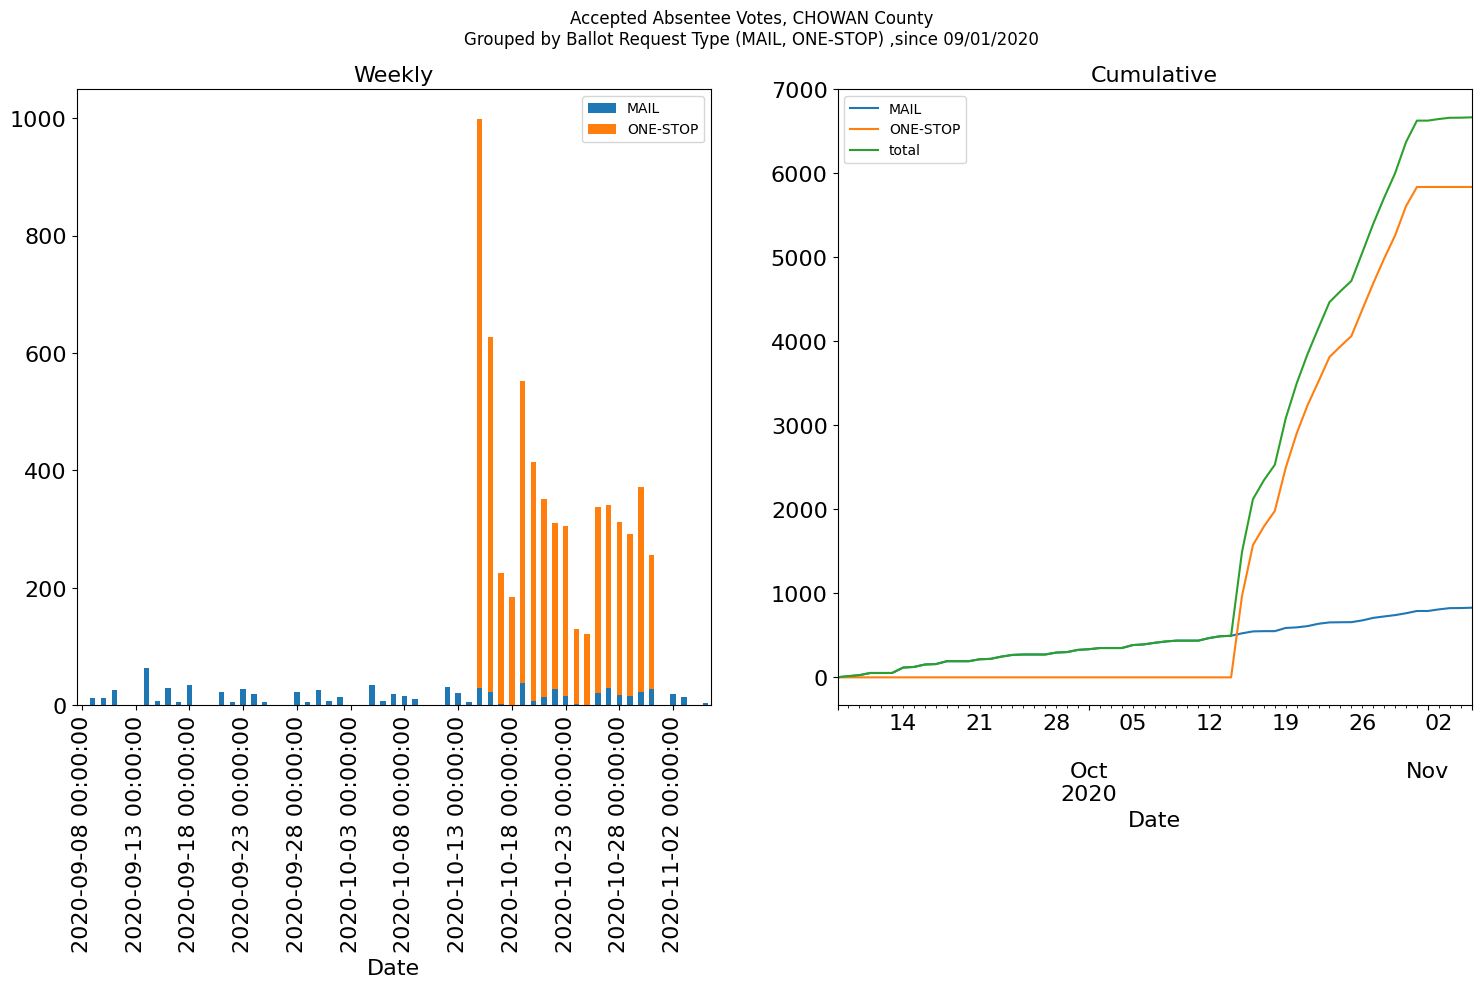 Accepted Absentee Votes, CHOWAN County
Grouped by Ballot Request Type (MAIL, ONE-STOP) ,since 09/01/2020
Weekly
MAIL
ONE-STOP
1000
800
600
400
200
0
2020-09-08 00:00:00
2020-09-13 00:00:00
2020-09-18 00:00:00
2020-09-23 00:00:00
2020-09-28 00:00:00
2020-10-03 00:00:00
2020-10-08 00:00:00
2020-10-13 00:00:00
2020-10-18 00:00:00
2020-10-23 00:00:00
2020-10-28 00:00:00
2020-11-02 00:00:00
Date
Cumulative
MAIL
ONE-STOP
total
7000
6000
5000
4000
3000
2000
1000
0
14 21 28 05 12 19 26 02
Oct Nov
2020
Date